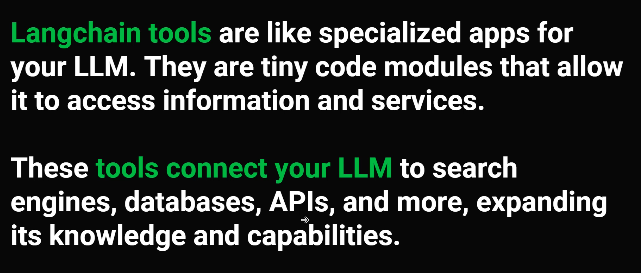 Langchain tools are like specialized apps for
your LLM. They are tiny code modules that allow
it to access information and services.
These tools connect your LLM to search
engines, databases, APIs, and more, expanding
its knowledge and capabilities.